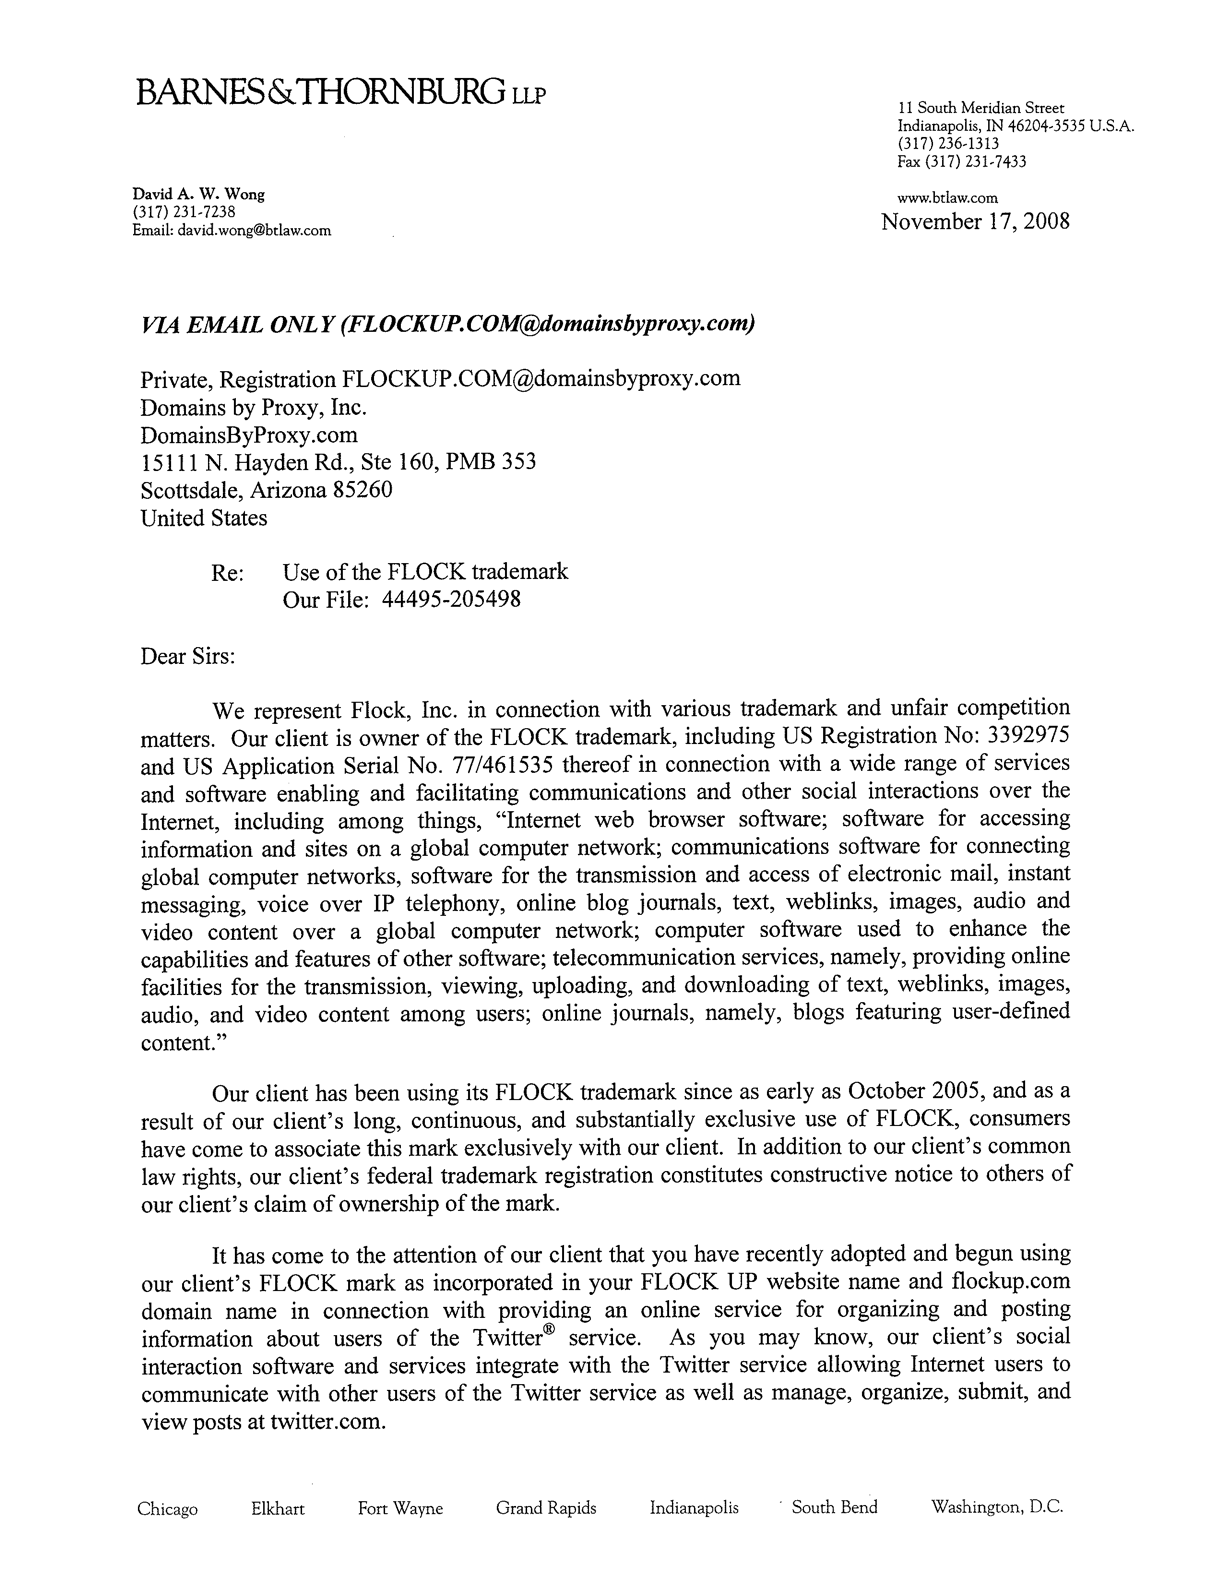 BARNES & THORNBURG LLP
11 South Meridian Street
Indianapolis, IN 46204-3535 U.S.A.
(317) 236-1313
Fax (317) 231-7433
www.btlaw.com
David A. W. Wong
(317) 231-7238
Email: david.wong@btlaw.com
November 17, 2008
VIA EMAIL ONLY (FLOCKUP.COM@domainsbyproxy.com)
Private, Registration FLOCKUP.COM@domainsbyproxy.com
Domains by Proxy, Inc.
DomainsByProxy.com
15111 N. Hayden Rd., Ste 160, PMB 353
Scottsdale, Arizona 85260
United States
Re: Use of the FLOCK trademark
Our File: 44495-205498
Dear Sirs:
We represent Flock, Inc. in connection with various trademark and unfair competition
matters. Our client is owner of the FLOCK trademark, including US Registration No: 3392975
and US Application Serial No. 77/461535 thereof in connection with a wide range of services
and software enabling and facilitating communications and other social interactions over the
Internet, including among things, “Internet web browser software; software for accessing
information and sites on a global computer network; communications software for connecting
global computer networks, software for the transmission and access of electronic mail, instant
messaging, voice over IP telephony, online blog journals, text, weblinks, images, audio and
video content over a global computer network; computer software used to enhance the
capabilities and features of other software; telecommunication services, namely, providing online
facilities for the transmission, viewing, uploading, and downloading of text, weblinks, images,
audio, and video content among users; online journals, namely, blogs featuring user-defined
content.”
Our client has been using its FLOCK trademark since as early as October 2005, and as a
result of our client’s long, continuous, and substantially exclusive use of FLOCK, consumers
have come to associate this mark exclusively with our client. In addition to our client’s common
law rights, our client’s federal trademark registration constitutes constructive notice to others of
our client’s claim of ownership of the mark.
It has come to the attention of our client that you have recently adopted and begun using
our client’s FLOCK mark as incorporated in your FLOCK UP website name and flockup.com
domain name in connection with providing an online service for organizing and posting
information about users of the Twitter® service. As you may know, our client’s social
interaction software and services integrate with the Twitter service allowing Internet users to
communicate with other users of the Twitter service as well as manage, organize, submit, and
view posts at twitter.com.
Chicago Elkhart Fort Wayne Grand Rapids Indianapolis South Bend Washington, D.C.